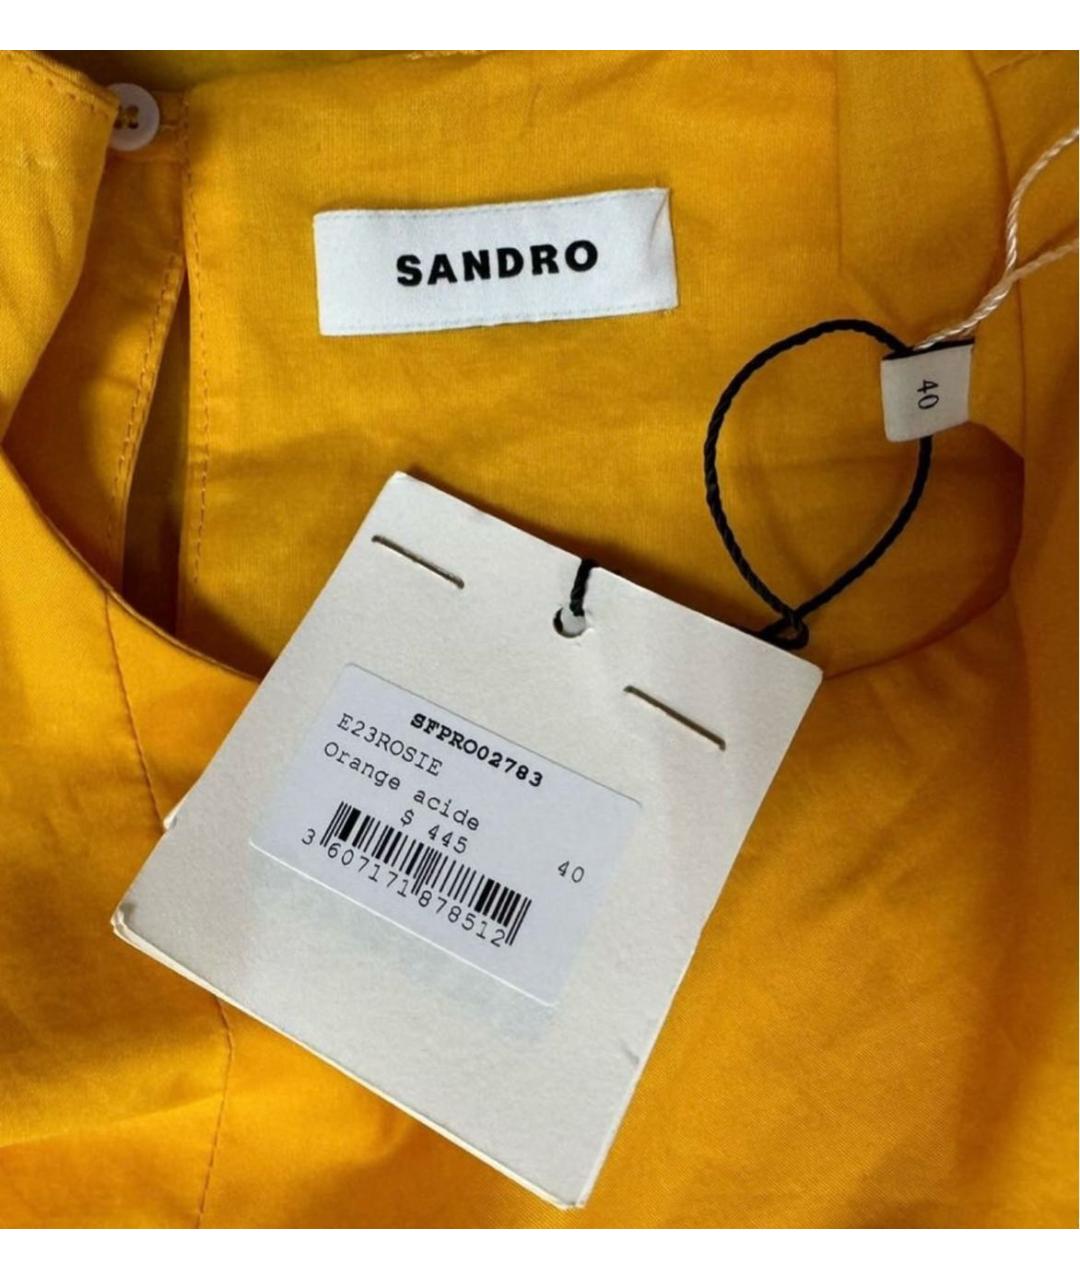 SANDRO
40
SFPRO02783
E23ROSIE
Orange acide
$ 445
40
3 607171 878512